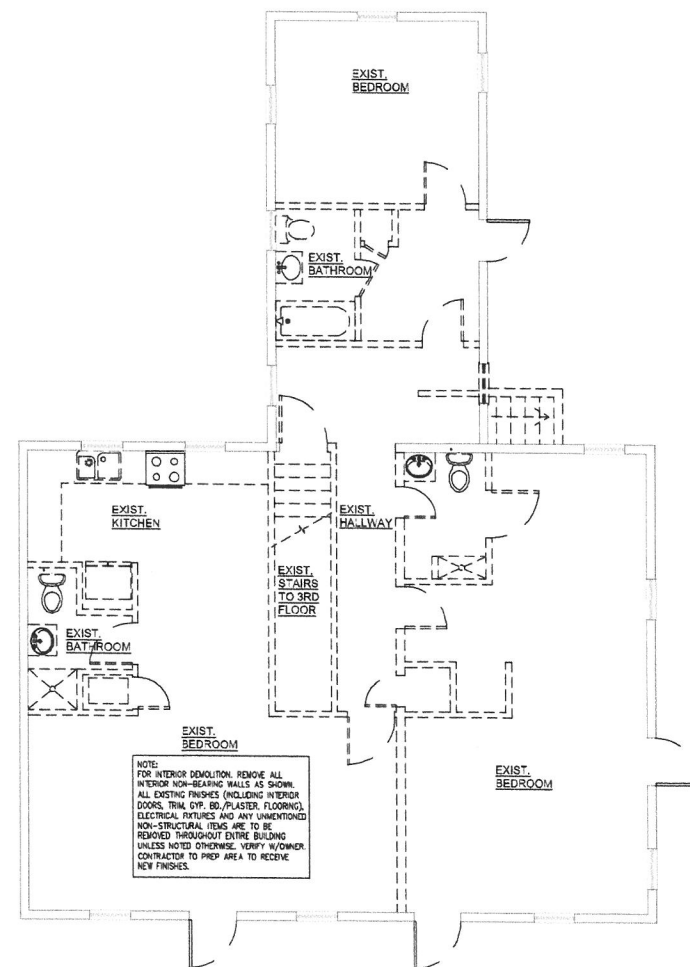 EXIST.
BEDROOM
EXIST.
BATHROOM
EXIST.
KITCHEN
EXIST.
HALLWAY
EXIST.
STAIRS
TO 3RD
FLOOR
EXIST.
BATHROOM
EXIST.
BEDROOM
NOTE:
FOR INTERIOR DEMOLITION. REMOVE ALL
INTERIOR NON-BEARING WALLS AS SHOWN.
ALL EXISTING FINISHES (INCLUDING INTERIOR
DOORS, TRIM, GYP. BD./PLASTER, FLOORING),
ELECTRICAL FIXTURES AND ANY UNMENTIONED
NON-STRUCTURAL ITEMS ARE TO BE
REMOVED THROUGHOUT ENTIRE BUILDING
UNLESS NOTED OTHERWISE. VERIFY W/OWNER.
CONTRACTOR TO PREP AREA TO RECEIVE
NEW FINISHES.
EXIST.
BEDROOM